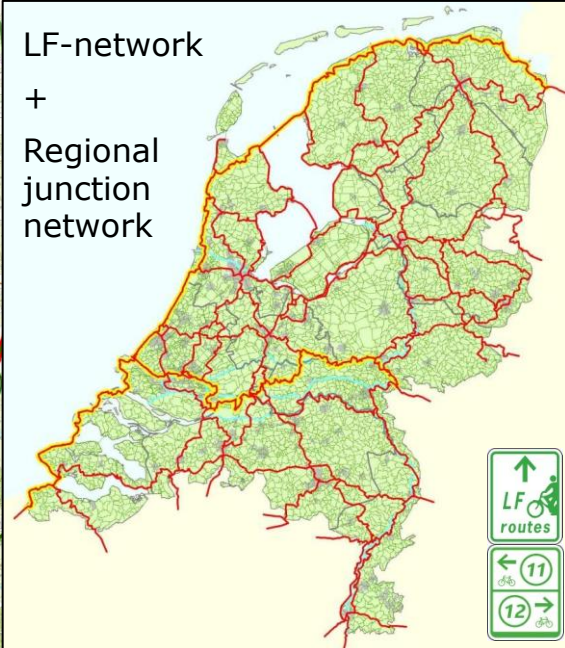 LF-network
+
Regional
junction
network
LF
routes
11
12